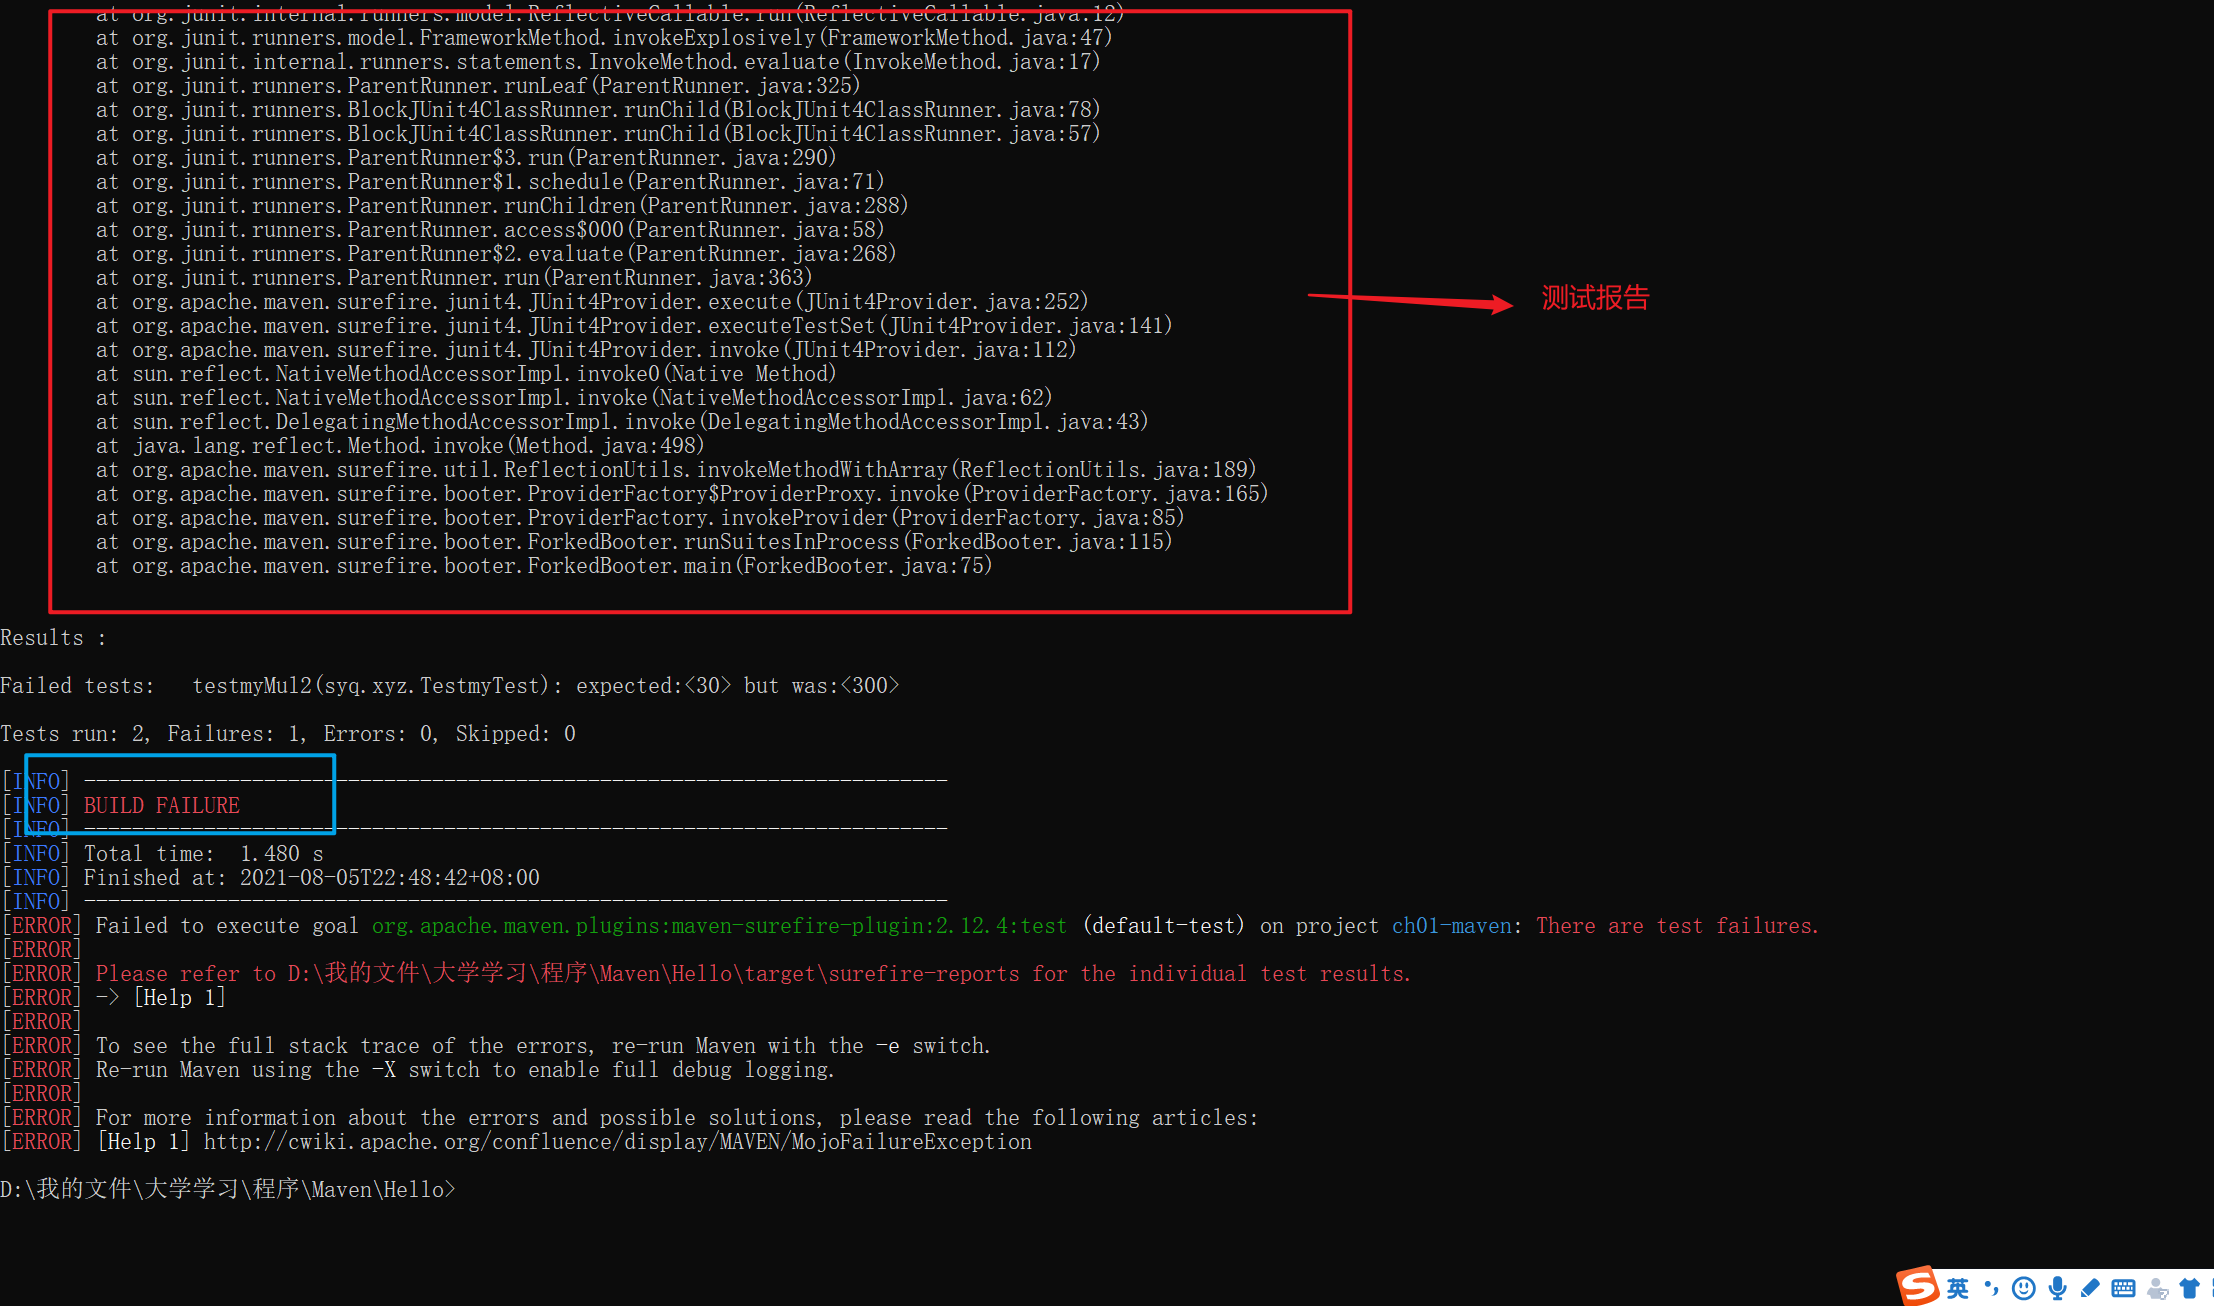 at org.junit.internal.runners.model.ReflectiveCallable.run(ReflectiveCallable.java:12)
at org.junit.runners.model.FrameworkMethod.invokeExplosively(FrameworkMethod.java:47)
at org.junit.internal.runners.statements.InvokeMethod.evaluate(InvokeMethod.java:17)
at org.junit.runners.ParentRunner.runLeaf(ParentRunner.java:325)
at org.junit.runners.BlockJUnit4ClassRunner.runChild(BlockJUnit4ClassRunner.java:78)
at org.junit.runners.BlockJUnit4ClassRunner.runChild(BlockJUnit4ClassRunner.java:57)
at org.junit.runners.ParentRunner$3.run(ParentRunner.java:290)
at org.junit.runners.ParentRunner$1.schedule(ParentRunner.java:71)
at org.junit.runners.ParentRunner.runChildren(ParentRunner.java:288)
at org.junit.runners.ParentRunner.access$000(ParentRunner.java:58)
at org.junit.runners.ParentRunner$2.evaluate(ParentRunner.java:268)
at org.junit.runners.ParentRunner.run(ParentRunner.java:363)
at org.apache.maven.surefire.junit4.JUnit4Provider.execute(JUnit4Provider.java:252)
测试报告
at org.apache.maven.surefire.junit4.JUnit4Provider.executeTestSet(JUnit4Provider.java:141)
at org.apache.maven.surefire.junit4.JUnit4Provider.invoke(JUnit4Provider.java:112)
at sun.reflect.NativeMethodAccessorImpl.invoke0(Native Method)
at sun.reflect.NativeMethodAccessorImpl.invoke(NativeMethodAccessorImpl.java:62)
at sun.reflect.DelegatingMethodAccessorImpl.invoke(DelegatingMethodAccessorImpl.java:43)
at java.lang.reflect.Method.invoke(Method.java:498)
at org.apache.maven.surefire.util.ReflectionUtils.invokeMethodWithArray(ReflectionUtils.java:189)
at org.apache.maven.surefire.booter.ProviderFactory$ProviderProxy.invoke(ProviderFactory.java:165)
at org.apache.maven.surefire.booter.ProviderFactory.invokeProvider(ProviderFactory.java:85)
at org.apache.maven.surefire.booter.ForkedBooter.runSuitesInProcess(ForkedBooter.java:115)
at org.apache.maven.surefire.booter.ForkedBooter.main(ForkedBooter.java:75)
Results :
Failed tests:   testmyMul2(syq.xyz.TestmyTest): expected:<30> but was:<300>
Tests run: 2, Failures: 1, Errors: 0, Skipped: 0
[INFO] ------------------------------------------------------------------------
[INFO] BUILD FAILURE
[INFO] ------------------------------------------------------------------------
[INFO] Total time:  1.480 s
[INFO] Finished at: 2021-08-05T22:48:42+08:00
[INFO] ------------------------------------------------------------------------
[ERROR] Failed to execute goal org.apache.maven.plugins:maven-surefire-plugin:2.12.4:test (default-test) on project ch01-maven: There are test failures.
[ERROR]
[ERROR] Please refer to D:\我的文件\大学学习\程序\Maven\Hello\target\surefire-reports for the individual test results.
[ERROR] -> [Help 1]
[ERROR]
[ERROR] To see the full stack trace of the errors, re-run Maven with the -e switch.
[ERROR] Re-run Maven using the -X switch to enable full debug logging.
[ERROR]
[ERROR] For more information about the errors and possible solutions, please read the following articles:
[ERROR] [Help 1] http://cwiki.apache.org/confluence/display/MAVEN/MojoFailureException
D:\我的文件\大学学习\程序\Maven\Hello>
英